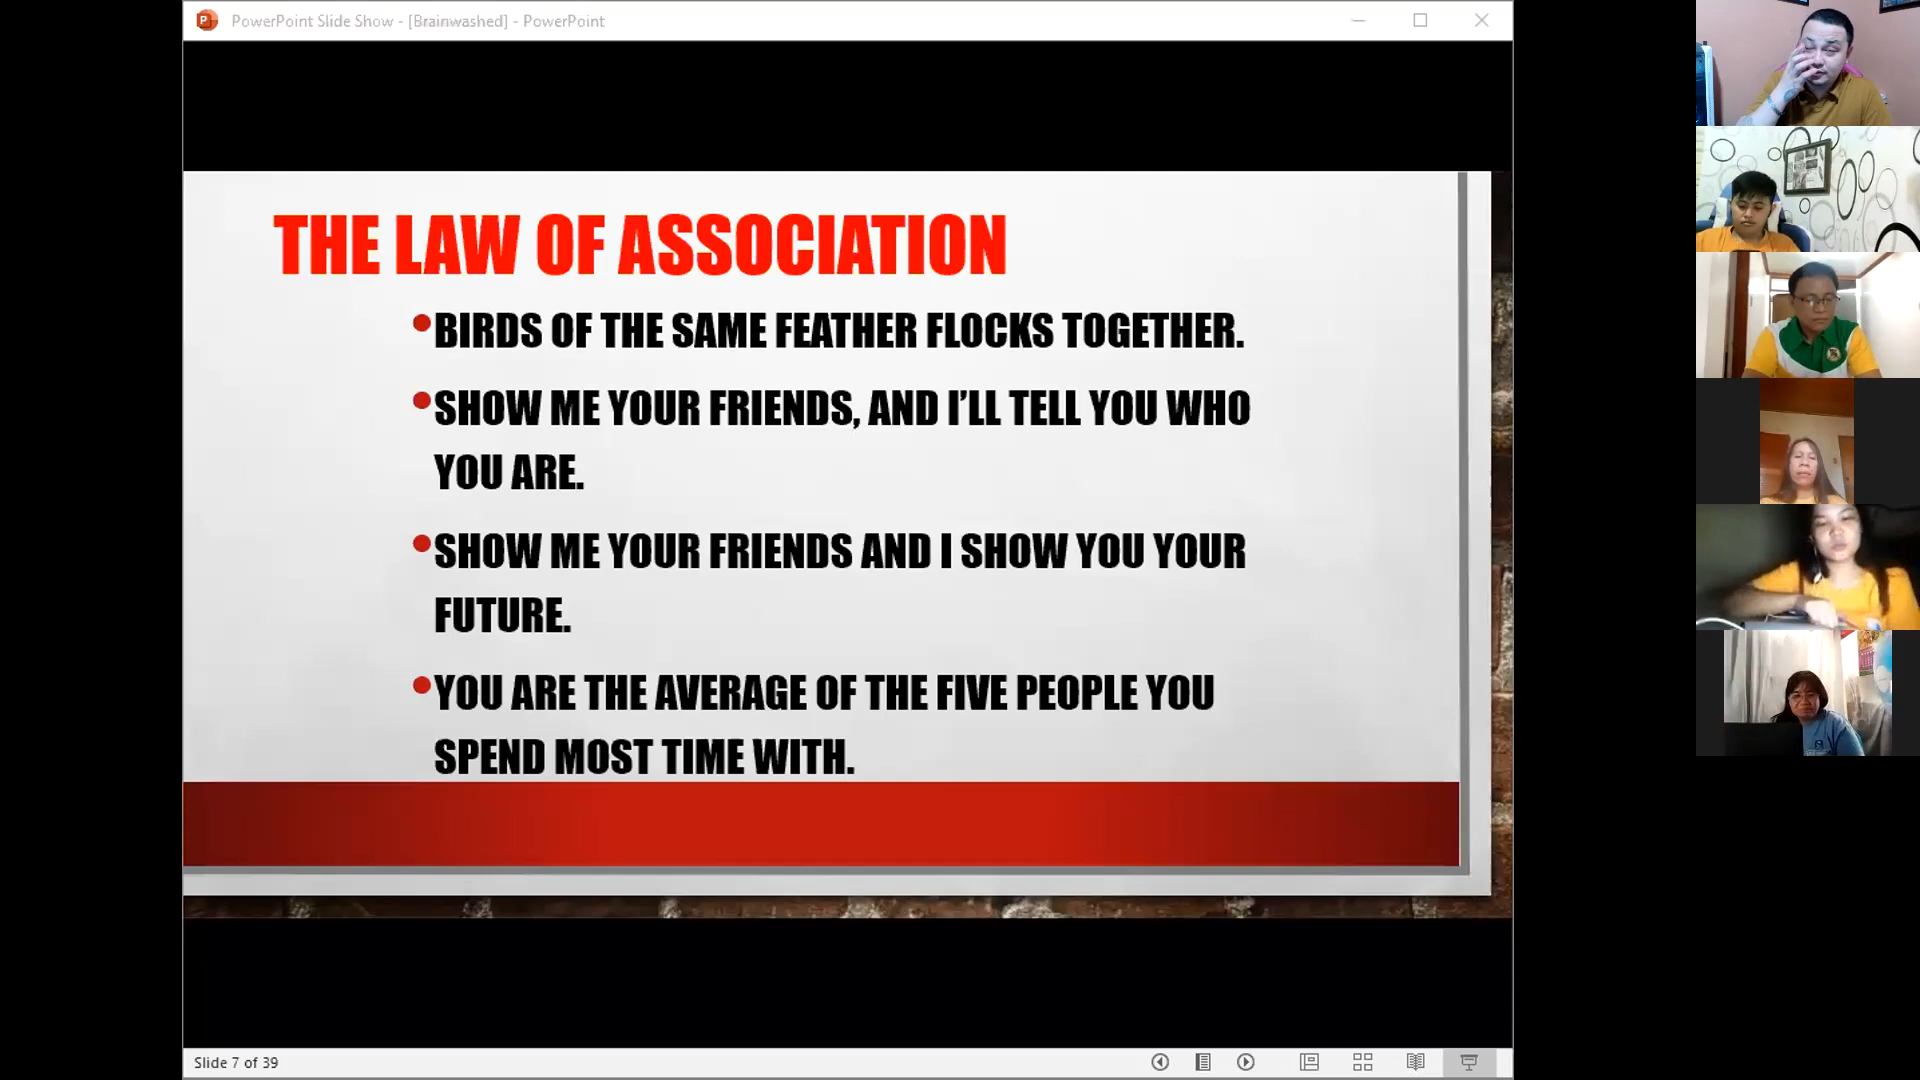 PowerPoint Slide Show - [Brainwashed] - PowerPoint
THE LAW OF ASSOCIATION
•BIRDS OF THE SAME FEATHER FLOCKS TOGETHER.
•SHOW ME YOUR FRIENDS, AND I’LL TELL YOU WHO
YOU ARE.
•SHOW ME YOUR FRIENDS AND I SHOW YOU YOUR
FUTURE.
•YOU ARE THE AVERAGE OF THE FIVE PEOPLE YOU
SPEND MOST TIME WITH.
Slide 7 of 39